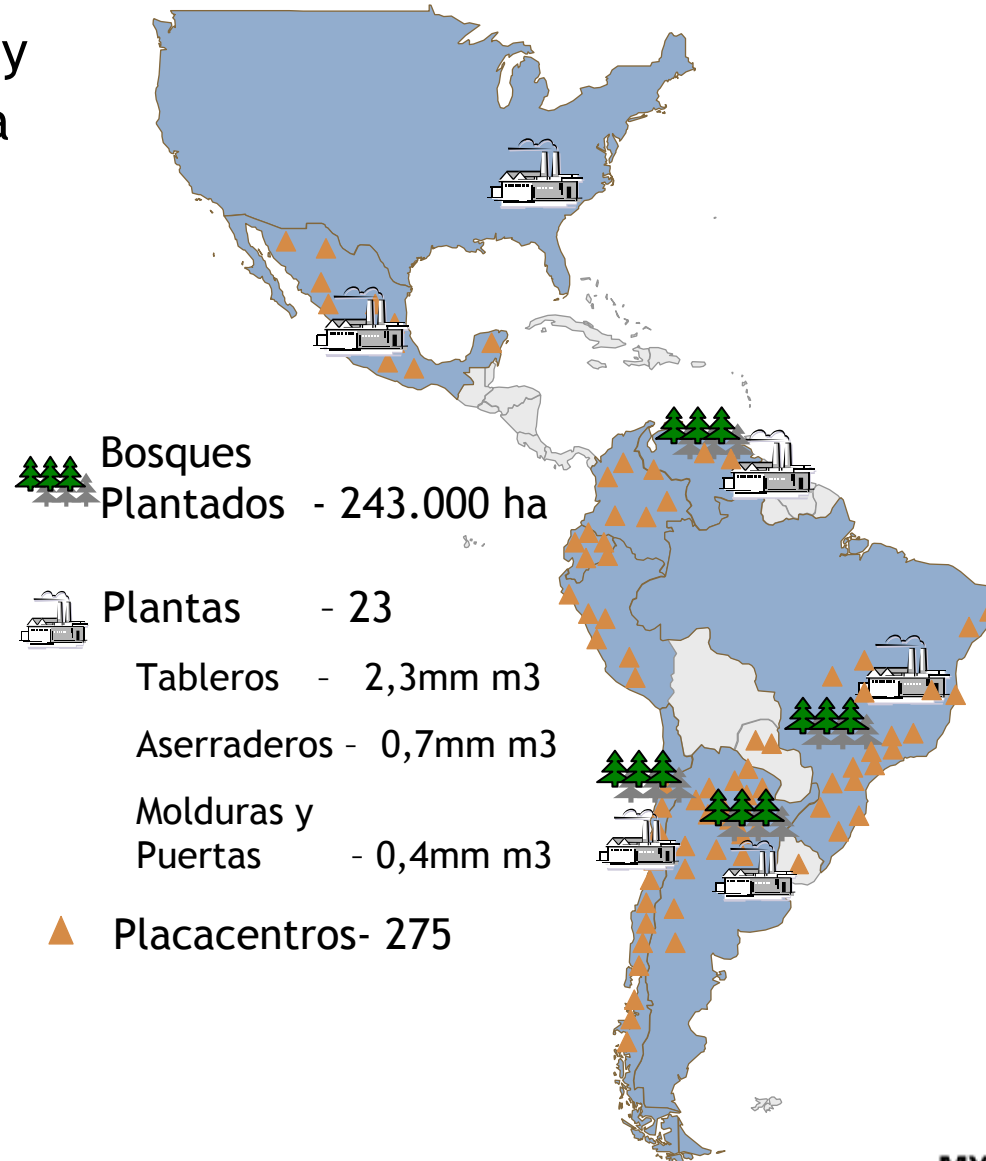 y
a
Bosques
Plantados - 243.000 ha
Plantas – 23
Tableros – 2,3mm m3
Aserraderos – 0,7mm m3
Molduras y
Puertas – 0,4mm m3
Placacentros- 275